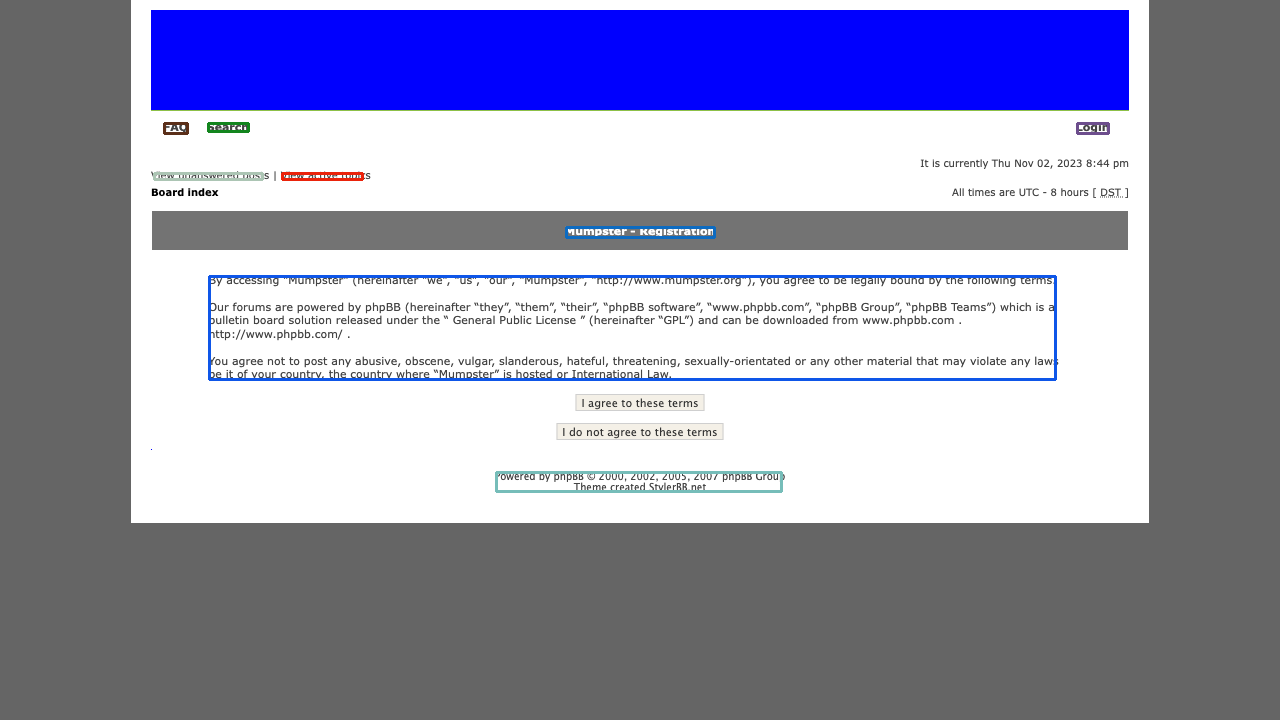 FAQ Search Login
It is currently Thu Nov 02, 2023 8:44 pm
View unanswered posts | View active topics
Board index All times are UTC - 8 hours [ DST ]
Mumpster - Registration
By accessing “Mumpster” (hereinafter “we”, “us”, “our”, “Mumpster”, “http://www.mumpster.org”), you agree to be legally bound by the following terms.
Our forums are powered by phpBB (hereinafter “they”, “them”, “their”, “phpBB software”, “www.phpbb.com”, “phpBB Group”, “phpBB Teams”) which is a
bulletin board solution released under the “ General Public License ” (hereinafter “GPL”) and can be downloaded from www.phpbb.com .
http://www.phpbb.com/ .
You agree not to post any abusive, obscene, vulgar, slanderous, hateful, threatening, sexually-orientated or any other material that may violate any laws
be it of your country, the country where “Mumpster” is hosted or International Law.
I agree to these terms
I do not agree to these terms
Powered by phpBB © 2000, 2002, 2005, 2007 phpBB Group
Theme created StylerBB.net